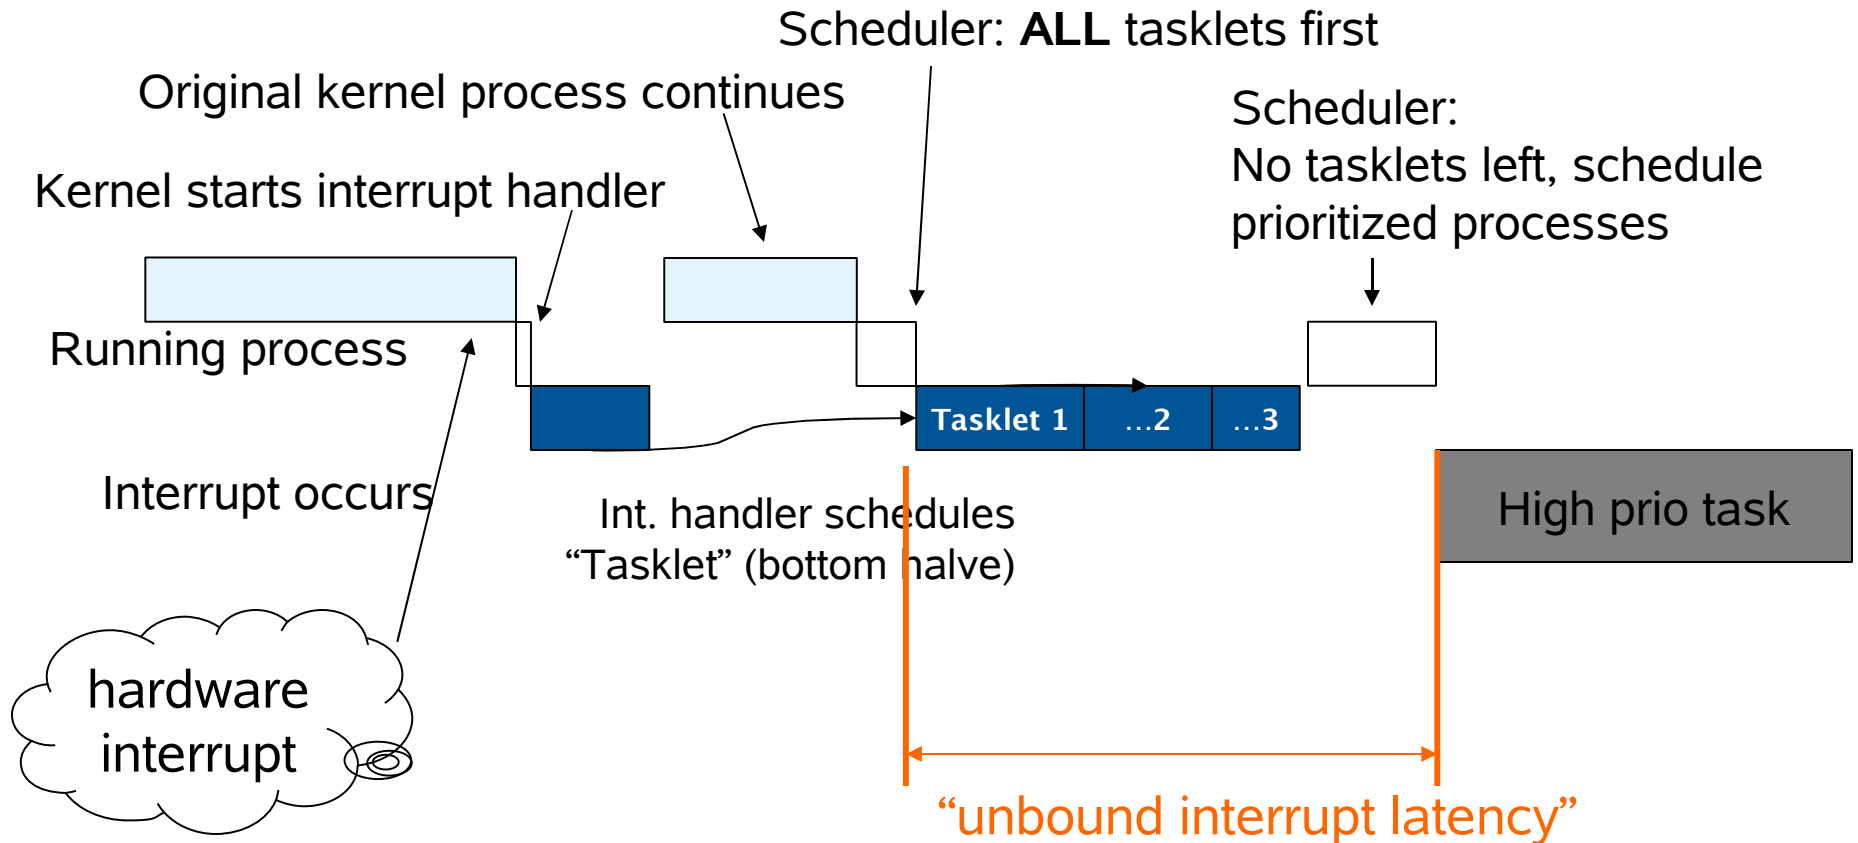 Scheduler: ALL tasklets first
Original kernel process continues
Scheduler:
No tasklets left, schedule
prioritized processes
Kernel starts interrupt handler
Running process
Tasklet 1
...2
...3
Interrupt occurs
Int. handler schedules
“Tasklet” (bottom halve)
High prio task
hardware
interrupt
“unbound interrupt latency”